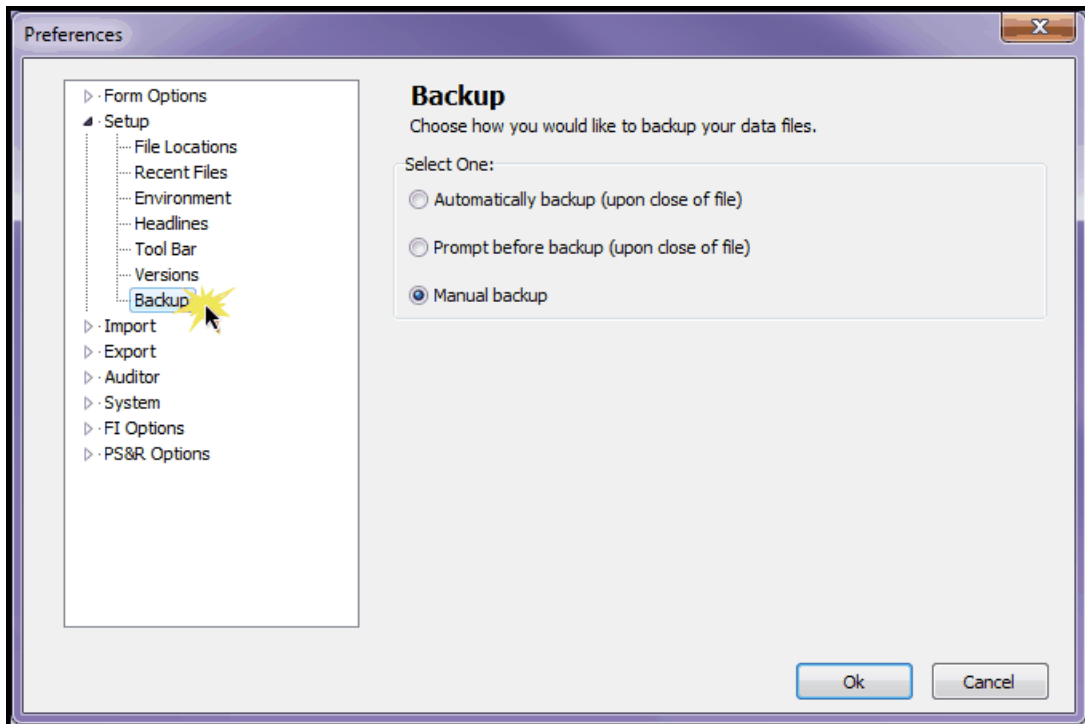 Preferences
Form Options
Setup
File Locations
Recent Files
Environment
Headlines
Tool Bar
Versions
Backup
Import
Export
Auditor
System
FI Options
PS&R Options
Backup
Choose how you would like to backup your data files.
Select One:
Automatically backup (upon close of file)
Prompt before backup (upon close of file)
Manual backup
Ok
Cancel